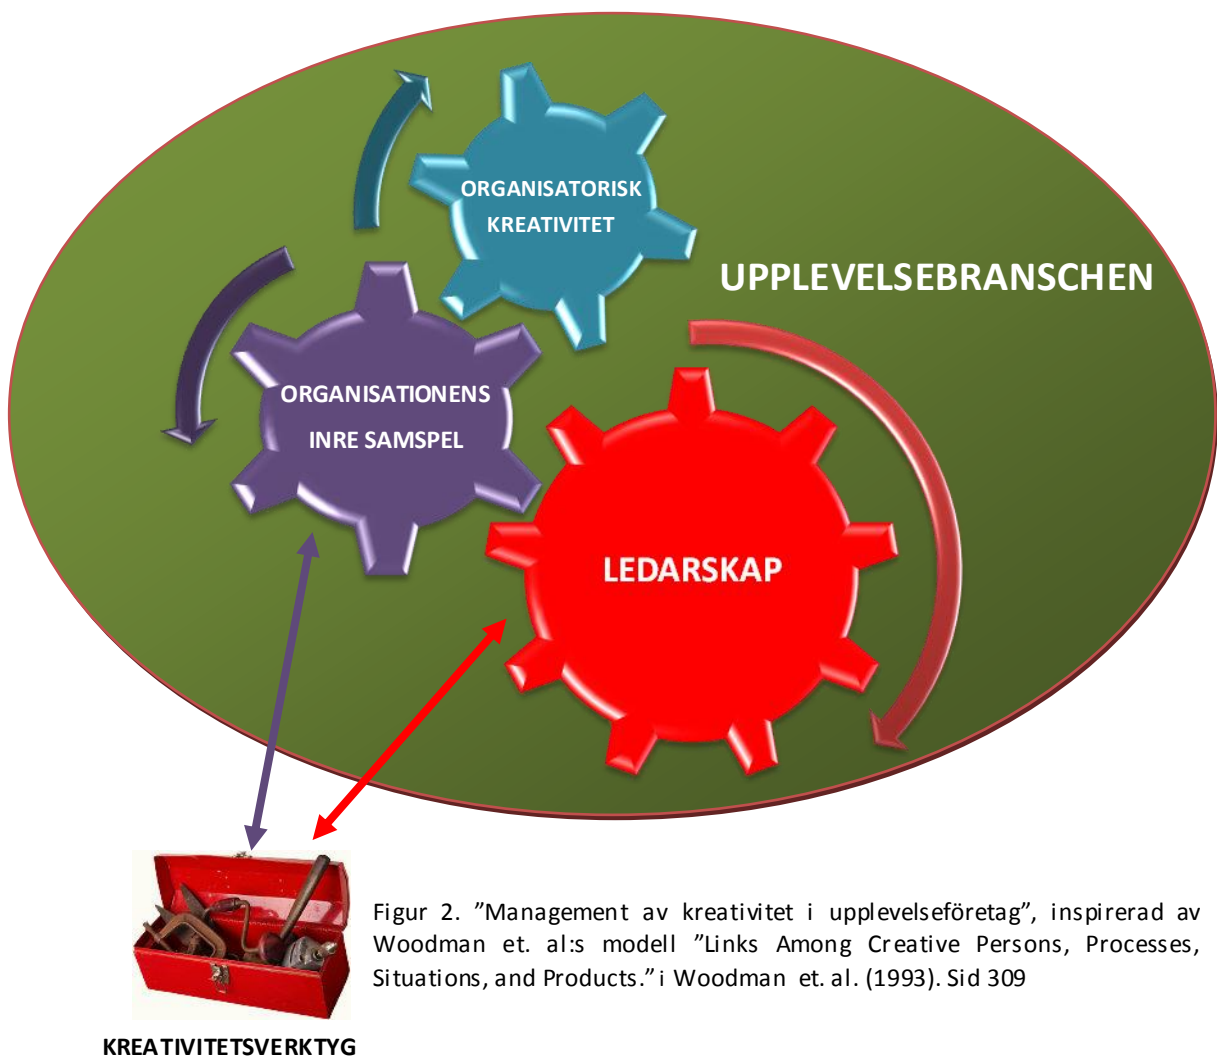 ORGANISATORISK
KREATIVITET
UPPLEVELSEBRANSCHEN
ORGANISATIONENS
INRE SAMSPEL
LEDARSKAP
Figur 2. ”Management av kreativitet i upplevelseföretag”, inspirerad av
Woodman et. al:s modell ”Links Among Creative Persons, Processes,
Situations, and Products.” i Woodman et. al. (1993). Sid 309
KREATIVITETSVERKTYG